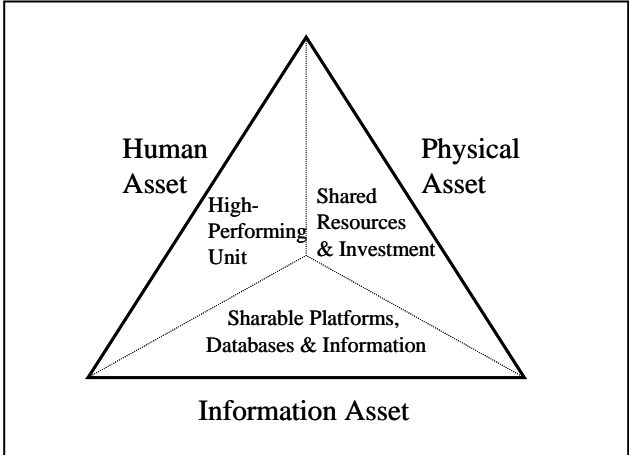 Human
Asset
Physical
Asset
High-
Performing
Unit
Shared
Resources
& Investment
Sharable Platforms,
Databases & Information
Information Asset